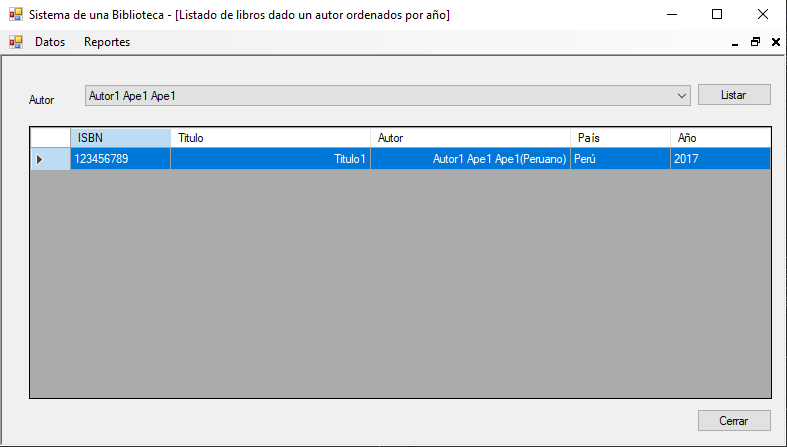 Sistema de una Biblioteca - [Listado de libros dado un autor ordenados por año]
Datos Reportes
Autor Autor1 Ape1 Ape1 Listar
ISBN Titulo Autor País Año
123456789 Titulo1 Autor1 Ape1 Ape1(Peruano) Perú 2017
Cerrar